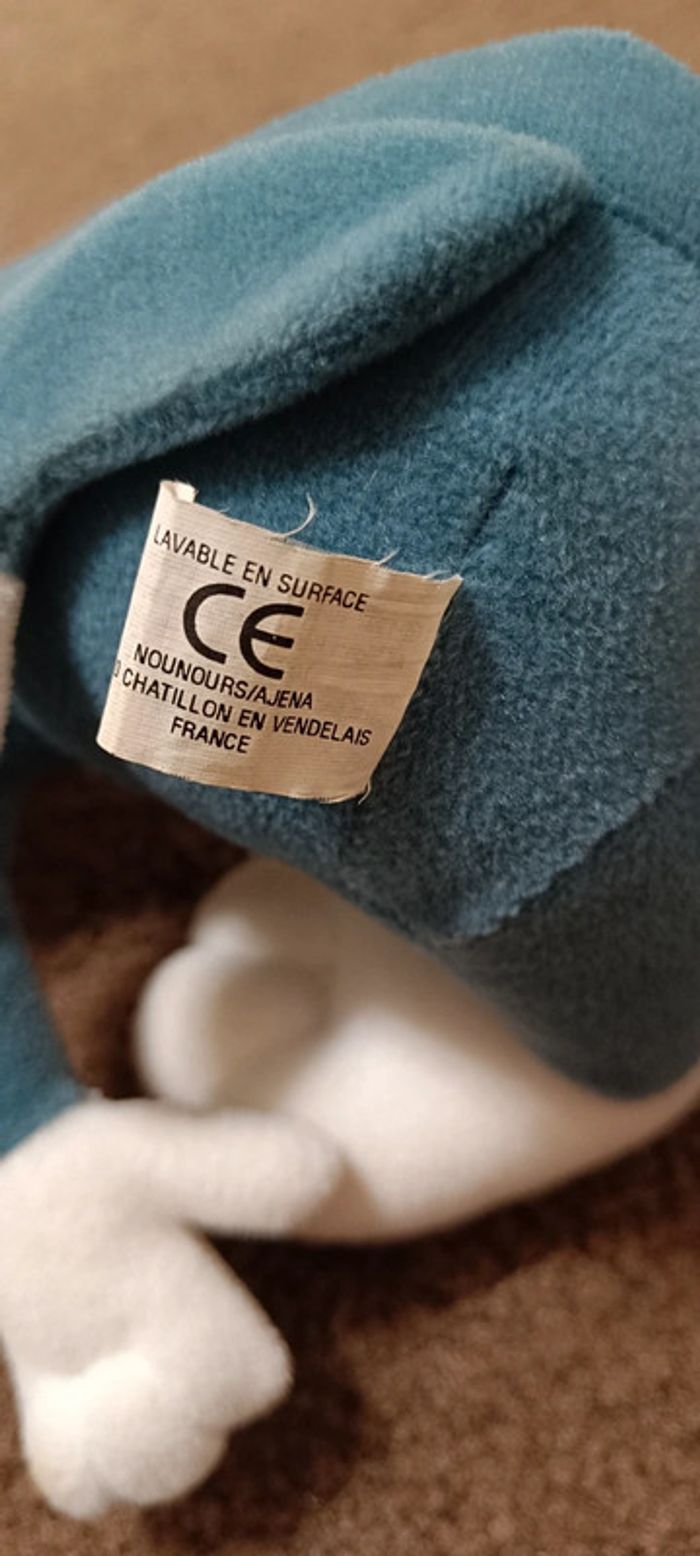 LAVABLE EN SURFACE
CE
NOUNOURS/AJENA
CHATILLON EN VENDELAIS
FRANCE